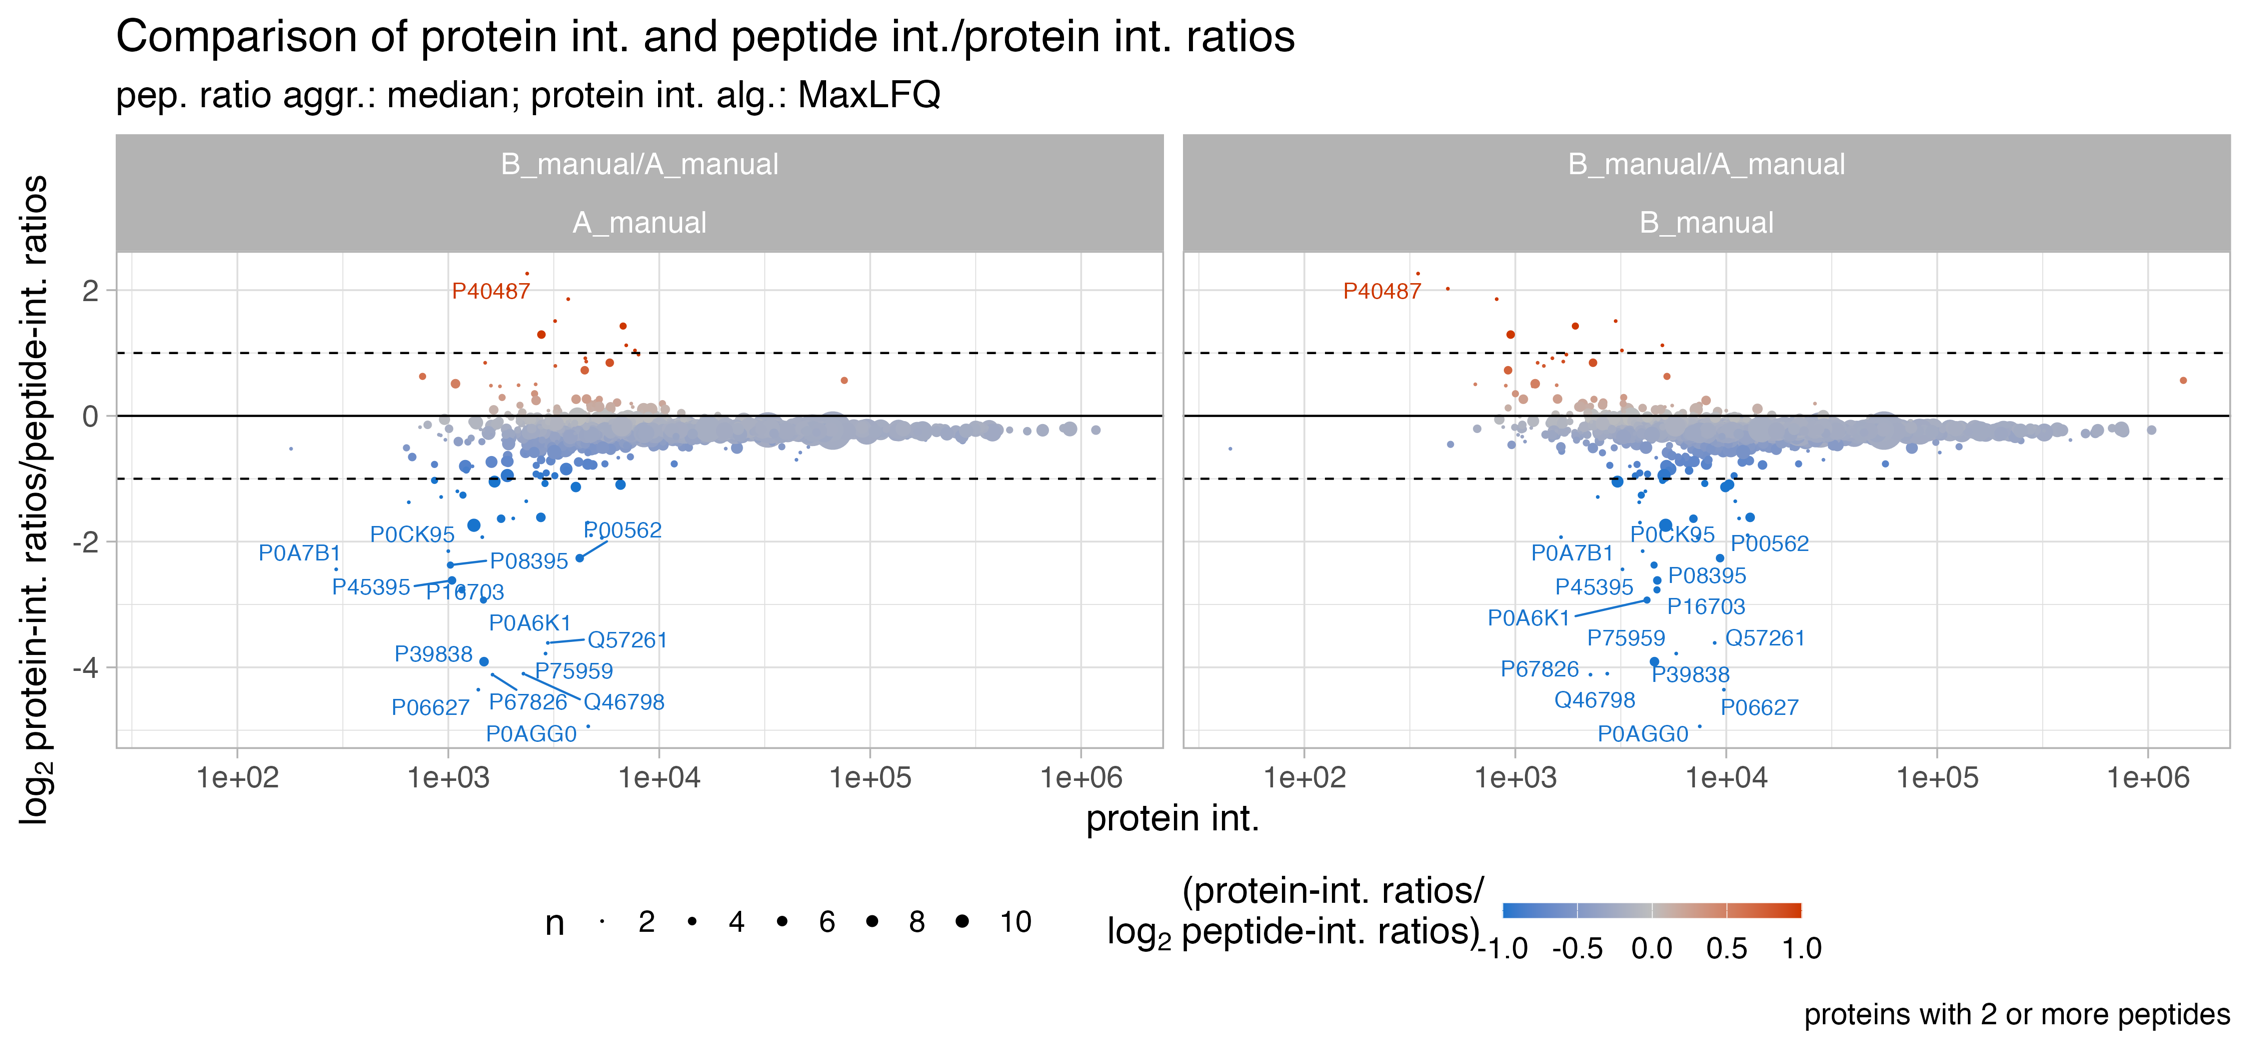 Comparison of protein int. and peptide int./protein int. ratios
pep. ratio aggr.: median; protein int. alg.: MaxLFQ
B_manual/A_manual
A_manual
B_manual/A_manual
B_manual
log2 protein-int. ratios/peptide-int. ratios
2
0
-2
-4
P40487
P0CK95
P00562
P0A7B1
P08395
P45395
P16703
P0A6K1
Q57261
P39838
P75959
P67826
Q46798
P06627
P0AGG0
P40487
P0CK95
P00562
P0A7B1
P08395
P45395
P16703
P0A6K1
P75959
Q57261
P67826
P39838
Q46798
P06627
P0AGG0
1e+02 1e+03 1e+04 1e+05 1e+06
1e+02 1e+03 1e+04 1e+05 1e+06
protein int.
n 2 4 6 8 10
(protein-int. ratios/
log2 peptide-int. ratios)
-1.0 -0.5 0.0 0.5 1.0
proteins with 2 or more peptides